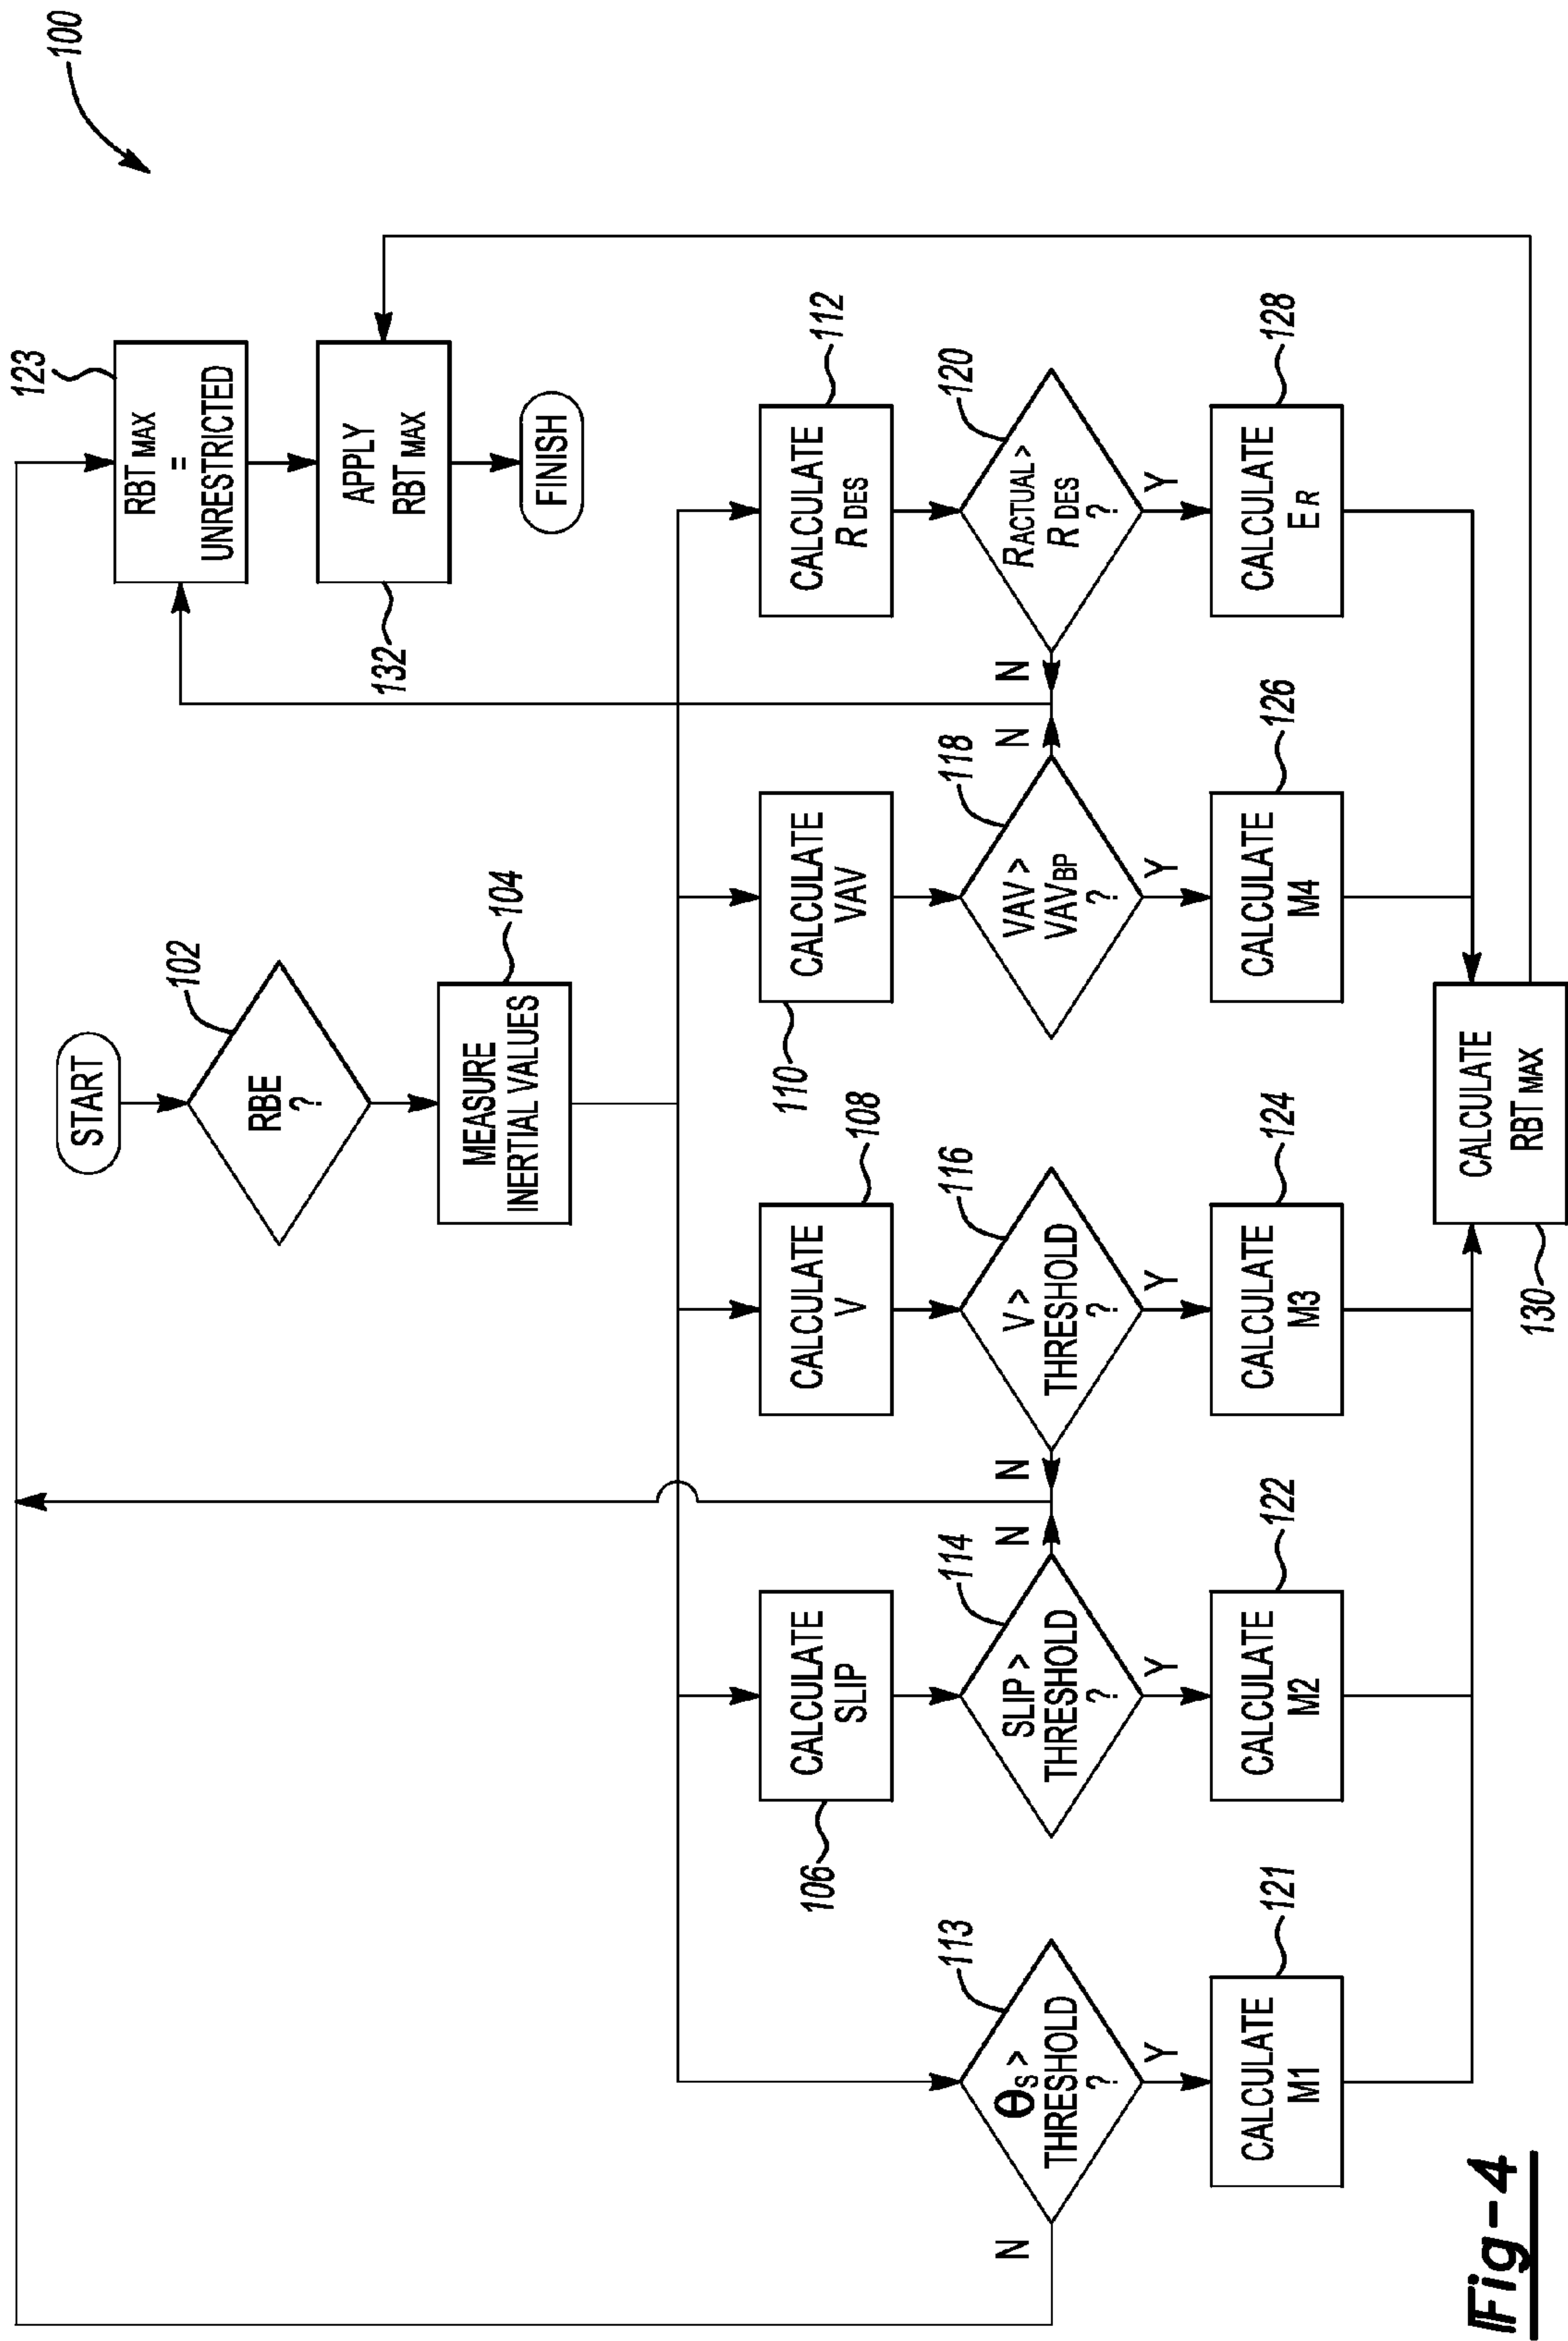 100
START
102
RBE
?
104
MEASURE
INERTIAL VALUES
123
RBT MAX
=
UNRESTRICTED
132
APPLY
RBT MAX
FINISH
106
CALCULATE
SLIP
108
CALCULATE
V
110
CALCULATE
VAV
112
CALCULATE
R DES
113
θS >
THRESHOLD
?
N
Y
114
SLIP >
THRESHOLD
?
N
Y
116
V >
THRESHOLD
?
N
Y
118
VAV >
VAVBP
?
N
Y
120
RACTUAL >
R DES
?
N
Y
121
CALCULATE
M1
122
CALCULATE
M2
124
CALCULATE
M3
126
CALCULATE
M4
128
CALCULATE
ER
130
CALCULATE
RBT MAX
Fig-4